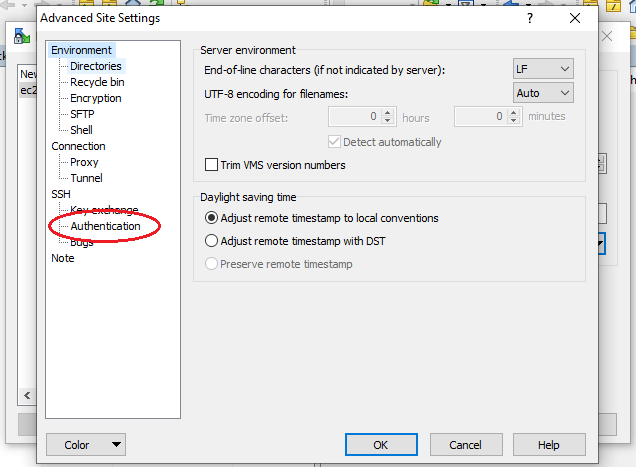 Advanced Site Settings
?
Environment
Directories
Recycle bin
Encryption
SFTP
Shell
Connection
Proxy
Tunnel
SSH
Key exchange
Authentication
Bugs
Note
Server environment
End-of-line characters (if not indicated by server):
LF
UTF-8 encoding for filenames:
Auto
Time zone offset:
0
hours
0
minutes
Detect automatically
Trim VMS version numbers
Daylight saving time
Adjust remote timestamp to local conventions
Adjust remote timestamp with DST
Preserve remote timestamp
Color
OK
Cancel
Help
New
ec2